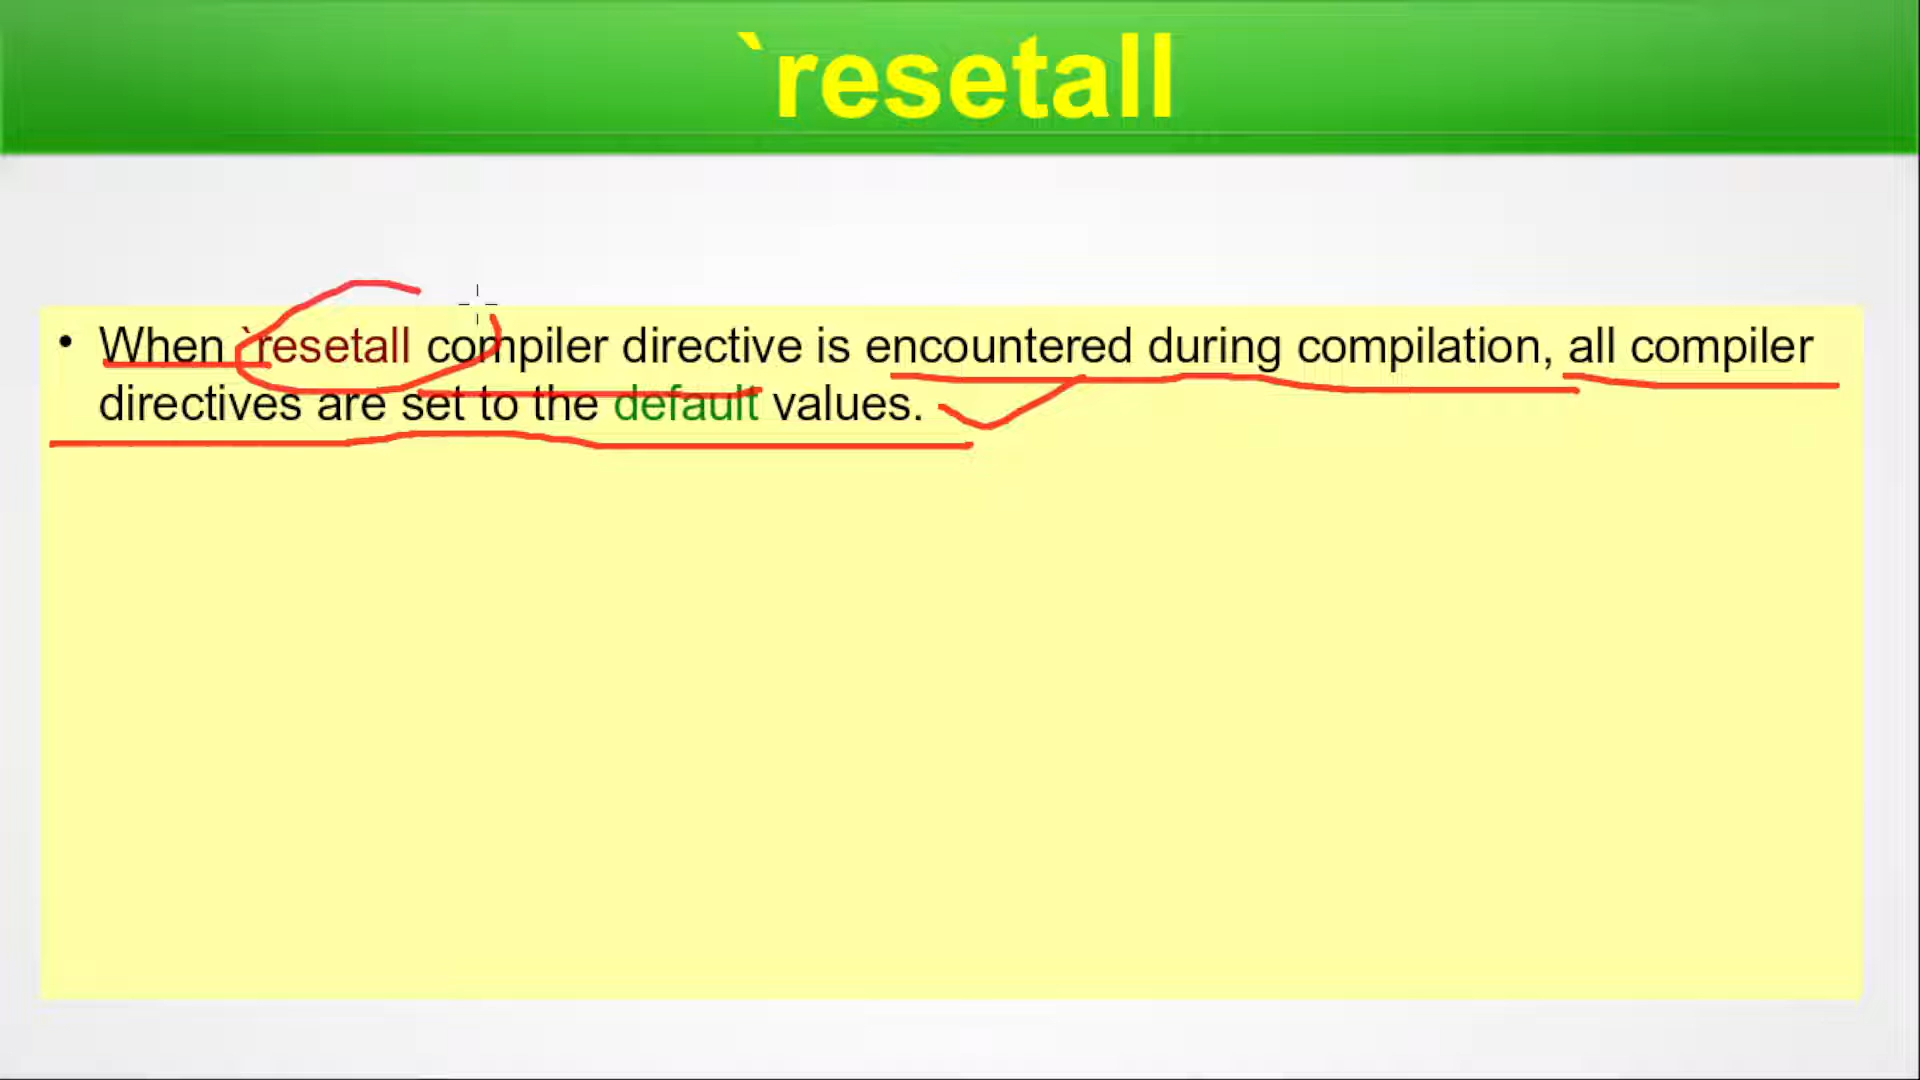 `resetall
• When `resetall compiler directive is encountered during compilation, all compiler
directives are set to the default values.